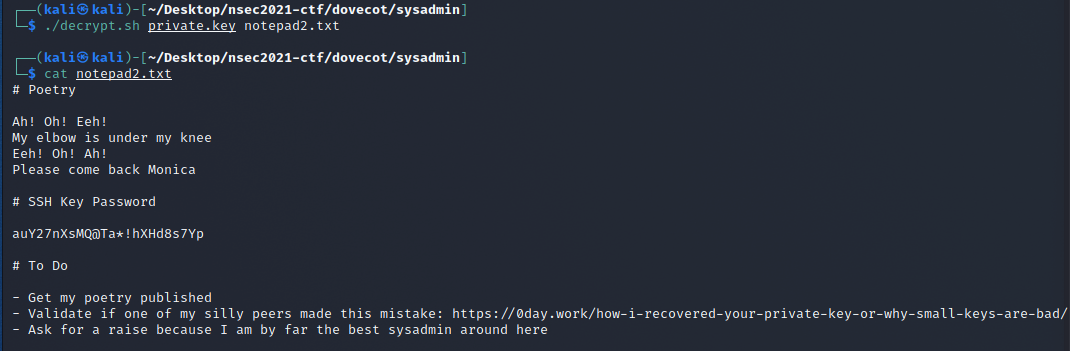 ┌──(kali㉿kali)-[~/Desktop/nsec2021-ctf/dovecot/sysadmin]
└─$ ./decrypt.sh private.key notepad2.txt
┌──(kali㉿kali)-[~/Desktop/nsec2021-ctf/dovecot/sysadmin]
└─$ cat notepad2.txt
# Poetry
Ah! Oh! Eeh!
My elbow is under my knee
Eeh! Oh! Ah!
Please come back Monica
# SSH Key Password
auY27nXsMQ@Ta*!hXHd8s7Yp
# To Do
- Get my poetry published
- Validate if one of my silly peers made this mistake: https://0day.work/how-i-recovered-your-private-key-or-why-small-keys-are-bad/
- Ask for a raise because I am by far the best sysadmin around here